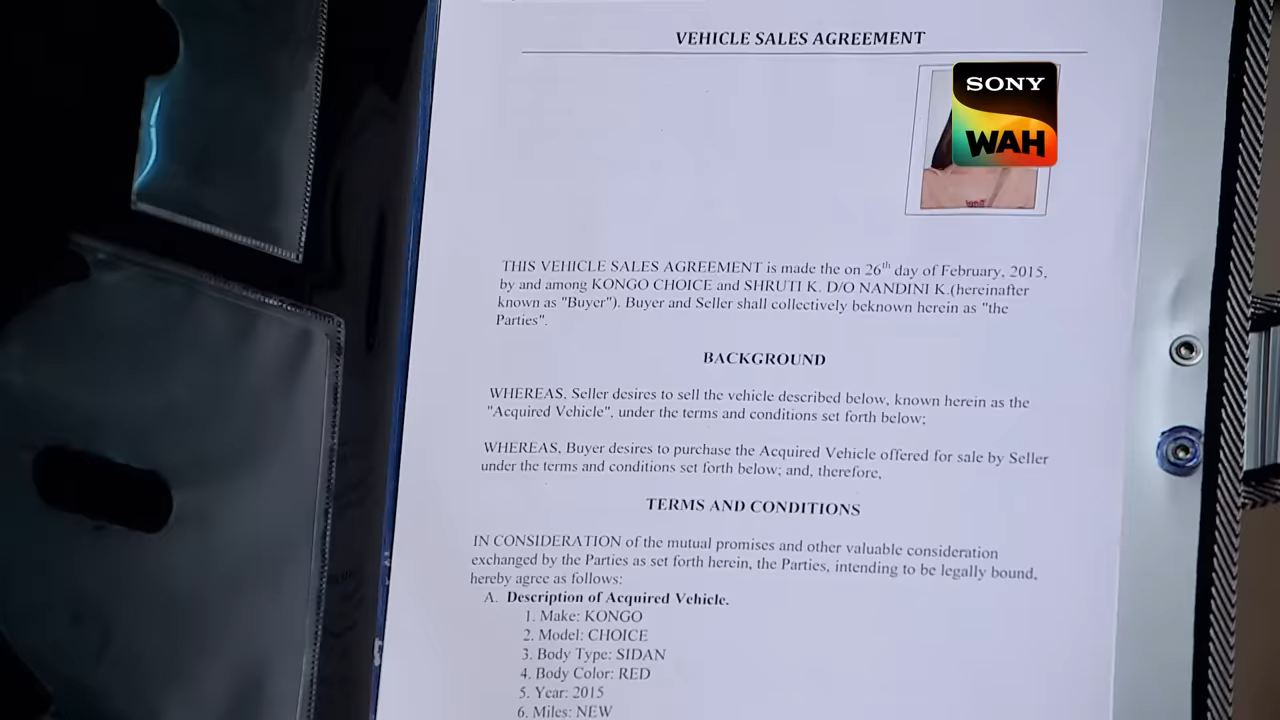 VEHICLE SALES AGREEMENT
SONY
WAH
THIS VEHICLE SALES AGREEMENT is made the on 26th day of February, 2015,
by and among KONGO CHOICE and SHRUTI K. D/O NANDINI K.(hereinafter
known as "Buyer"). Buyer and Seller shall collectively beknown herein as "the
Parties".
BACKGROUND
WHEREAS, Seller desires to sell the vehicle described below, known herein as the
"Acquired Vehicle", under the terms and conditions set forth below;
WHEREAS, Buyer desires to purchase the Acquired Vehicle offered for sale by Seller
under the terms and conditions set forth below; and, therefore,
TERMS AND CONDITIONS
IN CONSIDERATION of the mutual promises and other valuable consideration
exchanged by the Parties as set forth herein, the Parties, intending to be legally bound,
hereby agree as follows:
A. Description of Acquired Vehicle.
1. Make: KONGO
2. Model: CHOICE
3. Body Type: SIDAN
4. Body Color: RED
5. Year: 2015
6. Miles: NEW